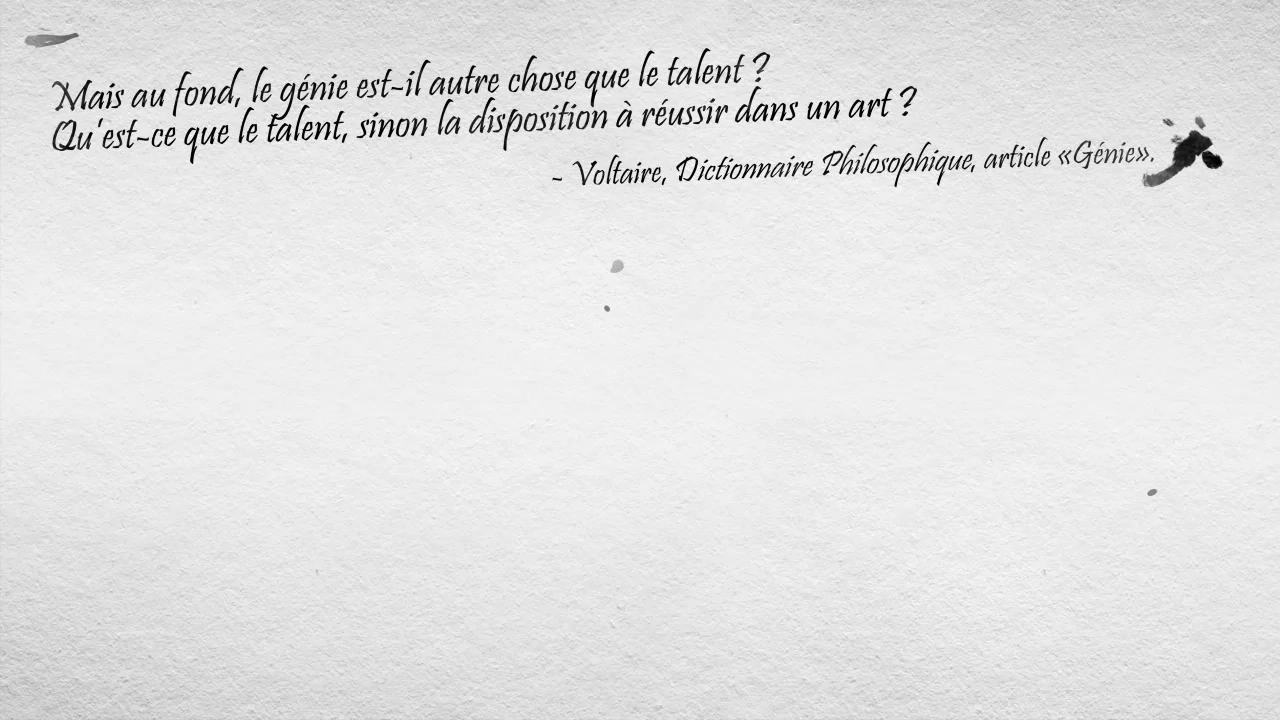 Mais au fond, le génie est-il autre chose que le talent ?
Qu'est-ce que le talent, sinon la disposition à réussir dans un art ?
~ Voltaire, Dictionnaire Philosophique, article «Génie».